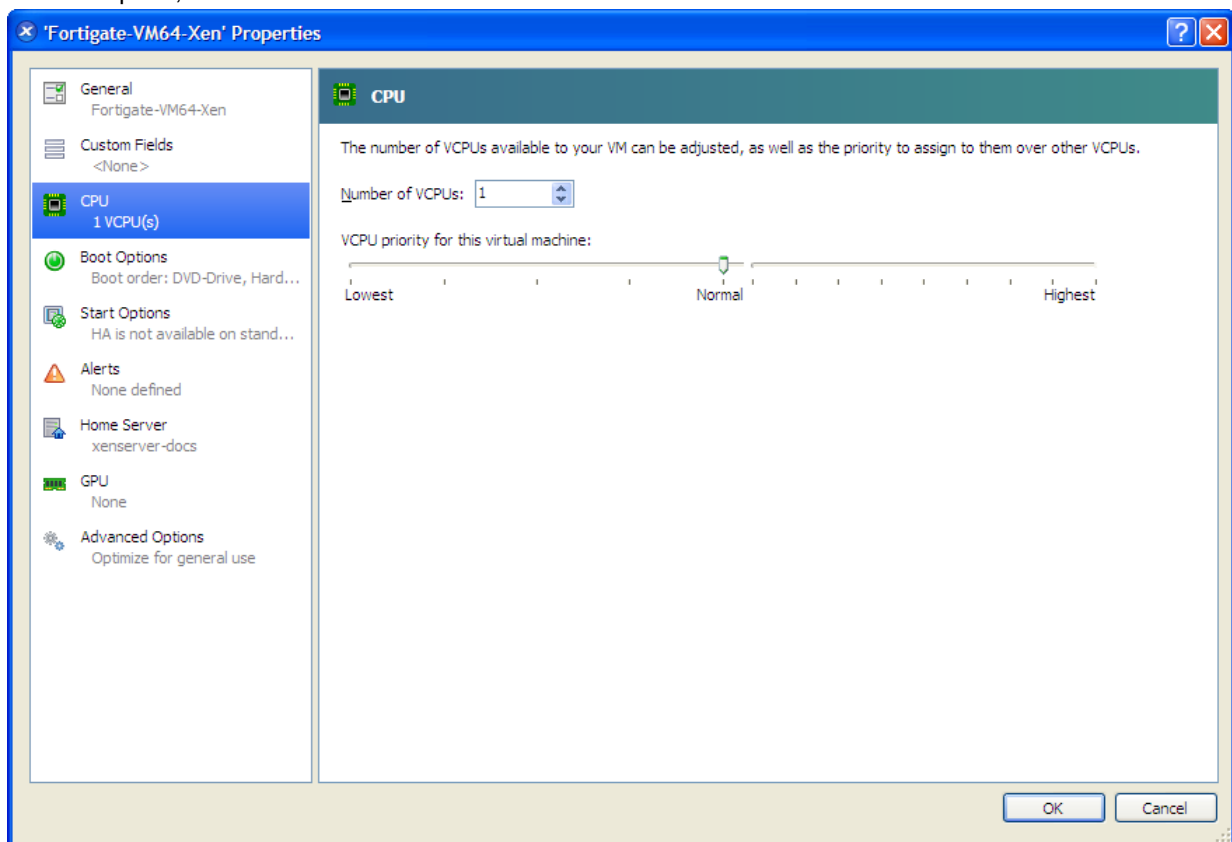 'Fortigate-VM64-Xen' Properties
General
Fortigate-VM64-Xen
Custom Fields
<None>
CPU
1 VCPU(s)
Boot Options
Boot order: DVD-Drive, Hard...
Start Options
HA is not available on stand...
Alerts
None defined
Home Server
xenserver-docs
GPU
None
Advanced Options
Optimize for general use
CPU
The number of VCPUs available to your VM can be adjusted, as well as the priority to assign to them over other VCPUs.
Number of VCPUs: 1
VCPU priority for this virtual machine:
Lowest Normal Highest
OK Cancel